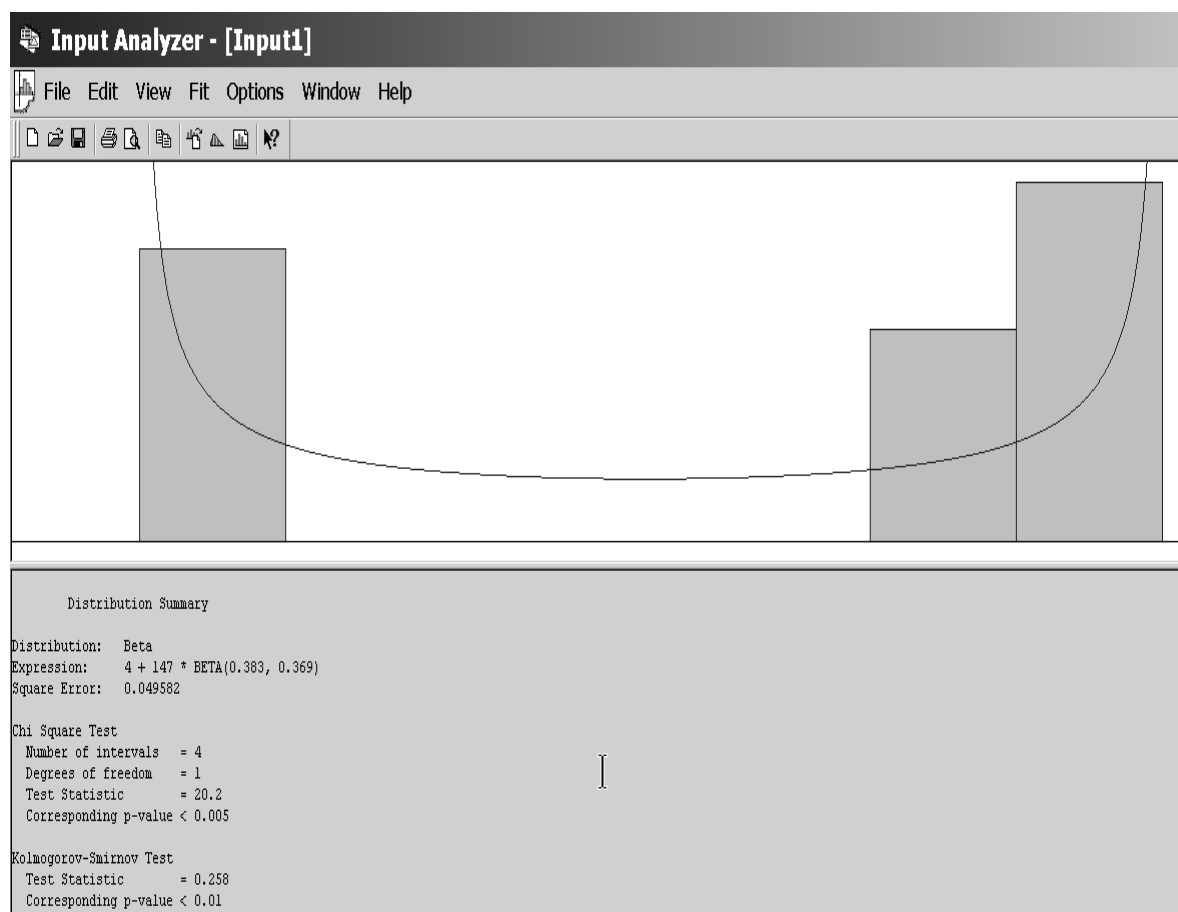 Input Analyzer - [Input1]
File Edit View Fit Options Window Help
Distribution Summary
Distribution: Beta
Expression: 4 + 147 * BETA(0.383, 0.369)
Square Error: 0.049582
Chi Square Test
Number of intervals = 4
Degrees of freedom = 1
Test Statistic = 20.2
Corresponding p-value < 0.005
Kolmogorov-Smirnov Test
Test Statistic = 0.258
Corresponding p-value < 0.01